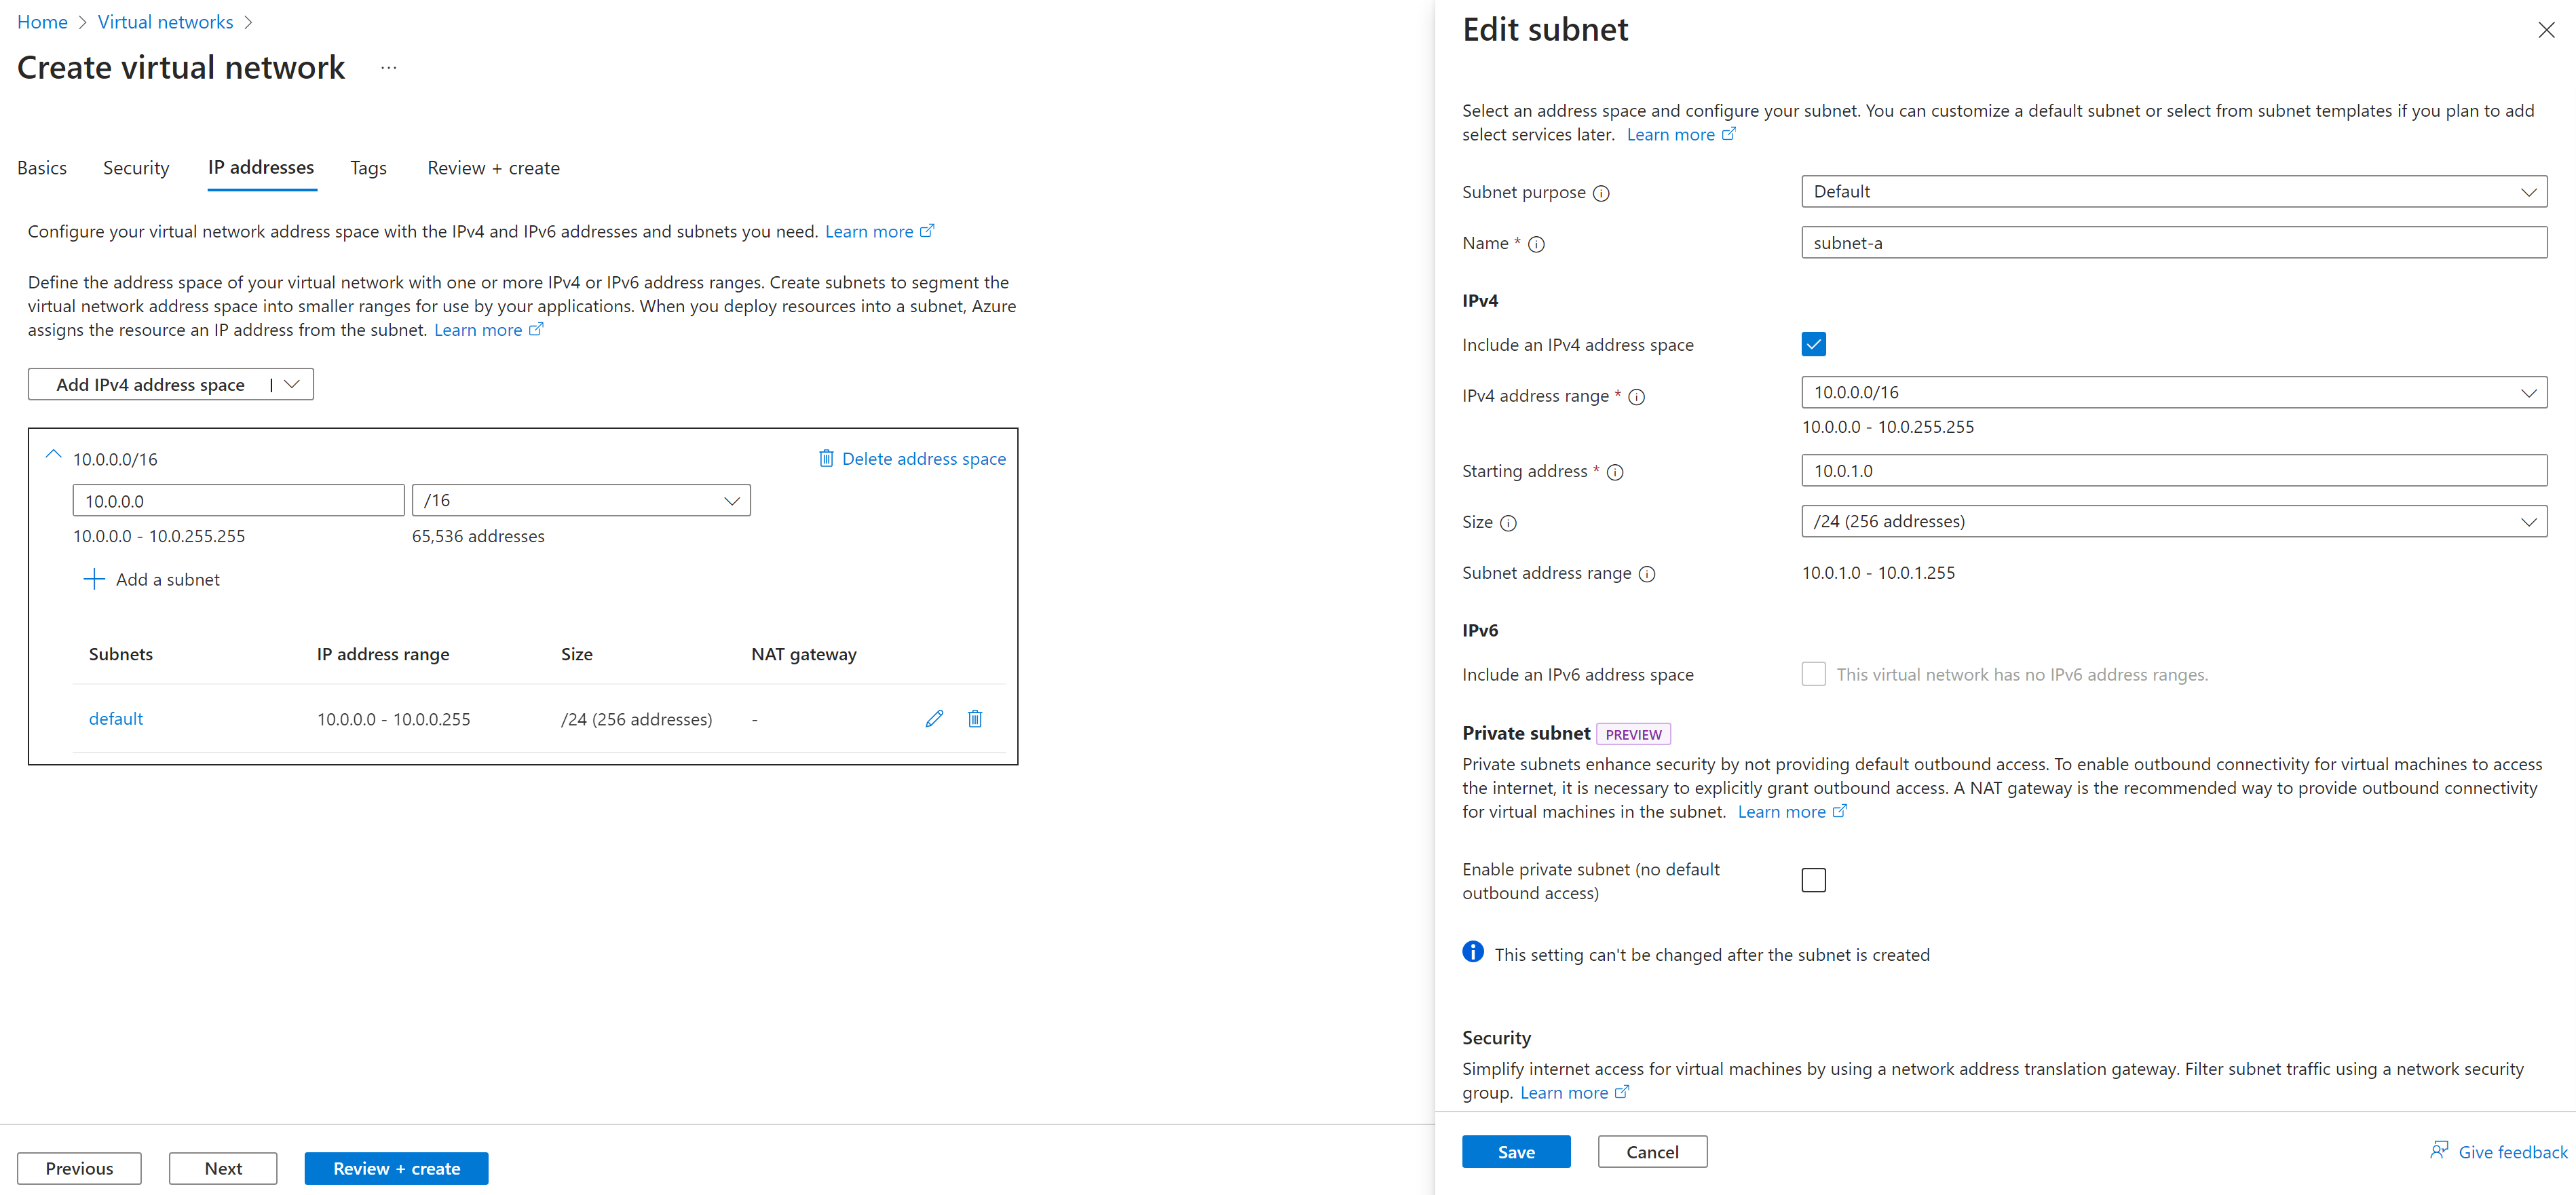 Home > Virtual networks >
Create virtual network ...
Basics Security IP addresses Tags Review + create
Configure your virtual network address space with the IPv4 and IPv6 addresses and subnets you need. Learn more
Define the address space of your virtual network with one or more IPv4 or IPv6 address ranges. Create subnets to segment the
virtual network address space into smaller ranges for use by your applications. When you deploy resources into a subnet, Azure
assigns the resource an IP address from the subnet. Learn more
Add IPv4 address space |
10.0.0.0/16 Delete address space
10.0.0.0 /16
10.0.0.0 - 10.0.255.255 65,536 addresses
Add a subnet
Subnets IP address range Size NAT gateway
default 10.0.0.0 - 10.0.0.255 /24 (256 addresses) -
Previous Next Review + create
Edit subnet
Select an address space and configure your subnet. You can customize a default subnet or select from subnet templates if you plan to add
select services later. Learn more
Subnet purpose Default
Name * subnet-a
IPv4
Include an IPv4 address space
IPv4 address range * 10.0.0.0/16
10.0.0.0 - 10.0.255.255
Starting address * 10.0.1.0
Size /24 (256 addresses)
Subnet address range 10.0.1.0 - 10.0.1.255
IPv6
Include an IPv6 address space This virtual network has no IPv6 address ranges.
Private subnet PREVIEW
Private subnets enhance security by not providing default outbound access. To enable outbound connectivity for virtual machines to access
the internet, it is necessary to explicitly grant outbound access. A NAT gateway is the recommended way to provide outbound connectivity
for virtual machines in the subnet. Learn more
Enable private subnet (no default
outbound access)
This setting can't be changed after the subnet is created
Security
Simplify internet access for virtual machines by using a network address translation gateway. Filter subnet traffic using a network security
group. Learn more
Save Cancel Give feedback